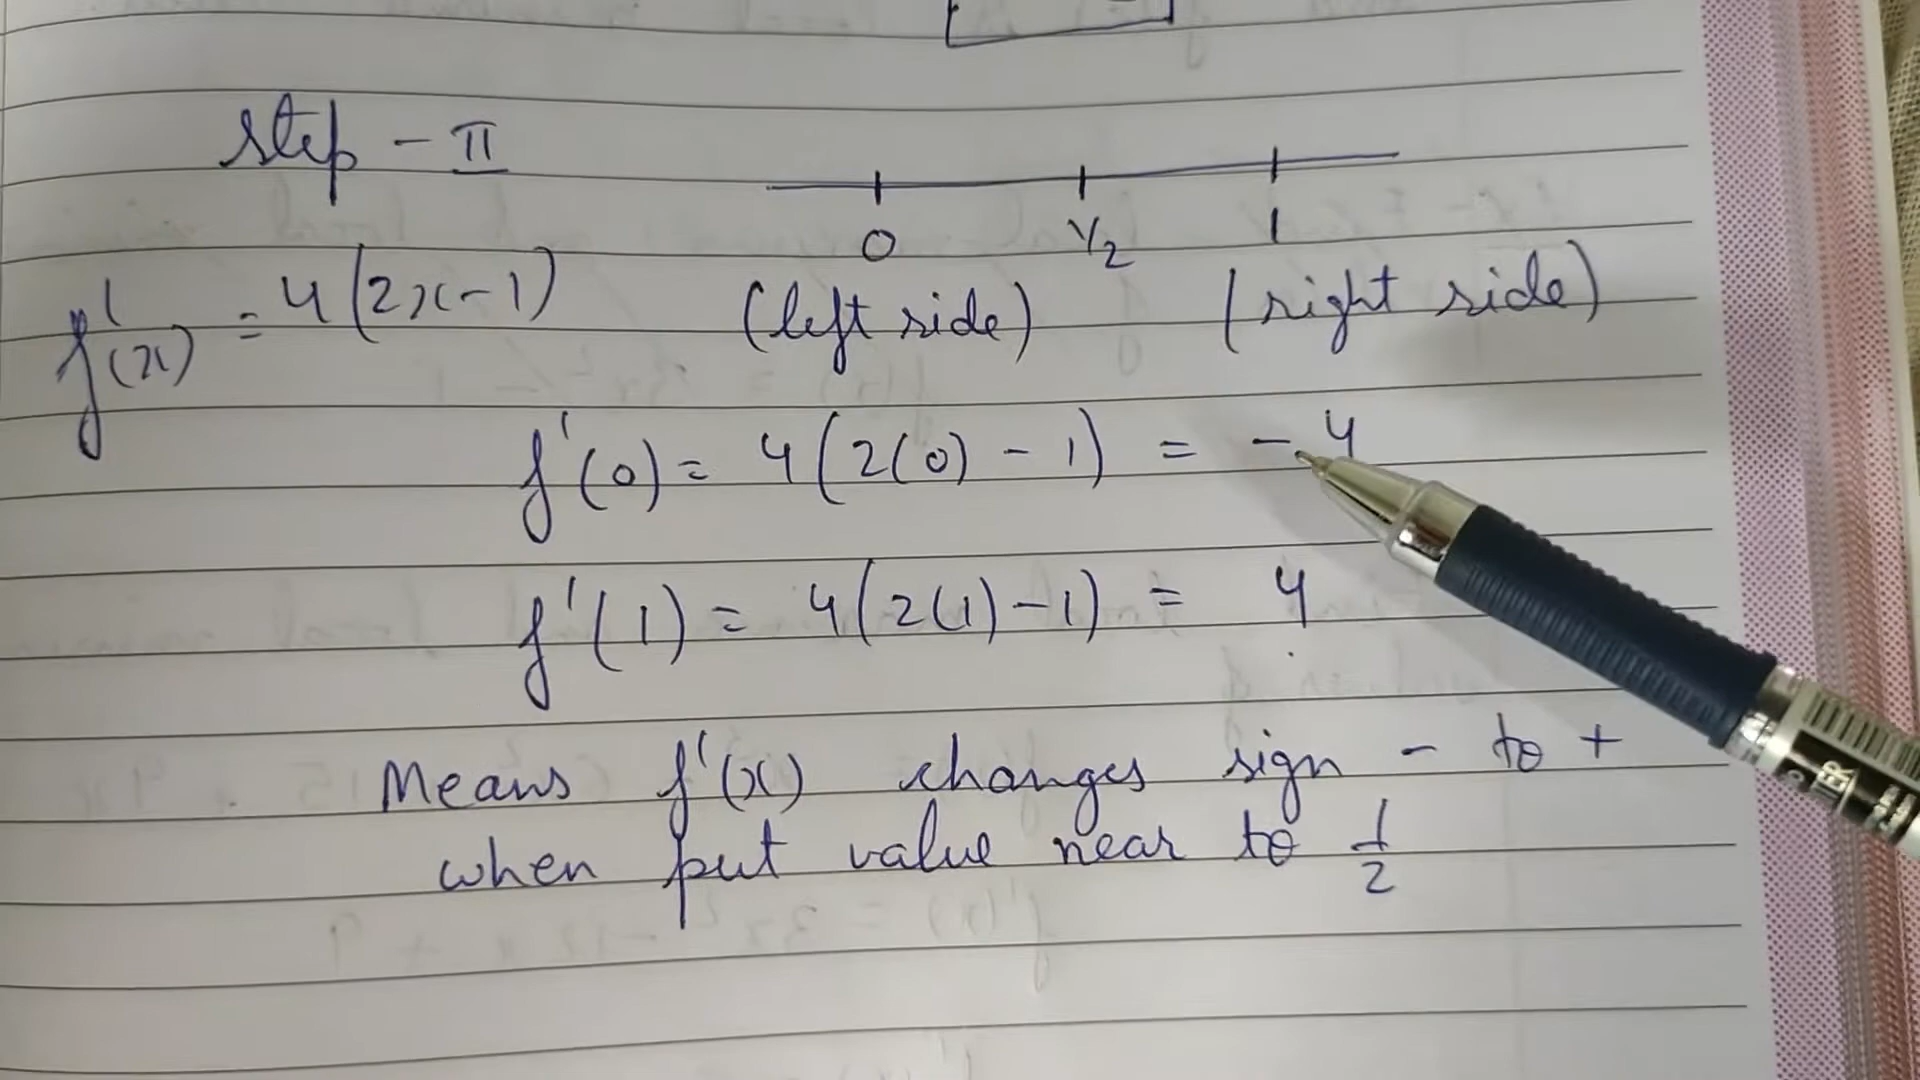 step - II
0 1/2 1
f'(x) = 4(2x-1) (left side) (right side)
f'(0) = 4(2(0) - 1) = - 4
f'(1) = 4(2(1) - 1) = 4
Means f'(x) changes sign - to +
when put value near to 1/2